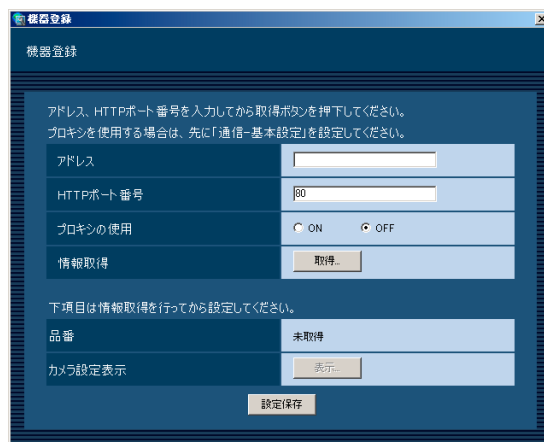 機器登録
機器登録
アドレス、HTTPポート番号を入力してから取得ボタンを押下してください。
プロキシを使用する場合は、先に「通信-基本設定」を設定してください。
アドレス
HTTPポート番号 80
プロキシの使用 ON OFF
情報取得 取得...
下項目は情報取得を行ってから設定してください。
品番 未取得
カメラ設定表示 表示...
設定保存